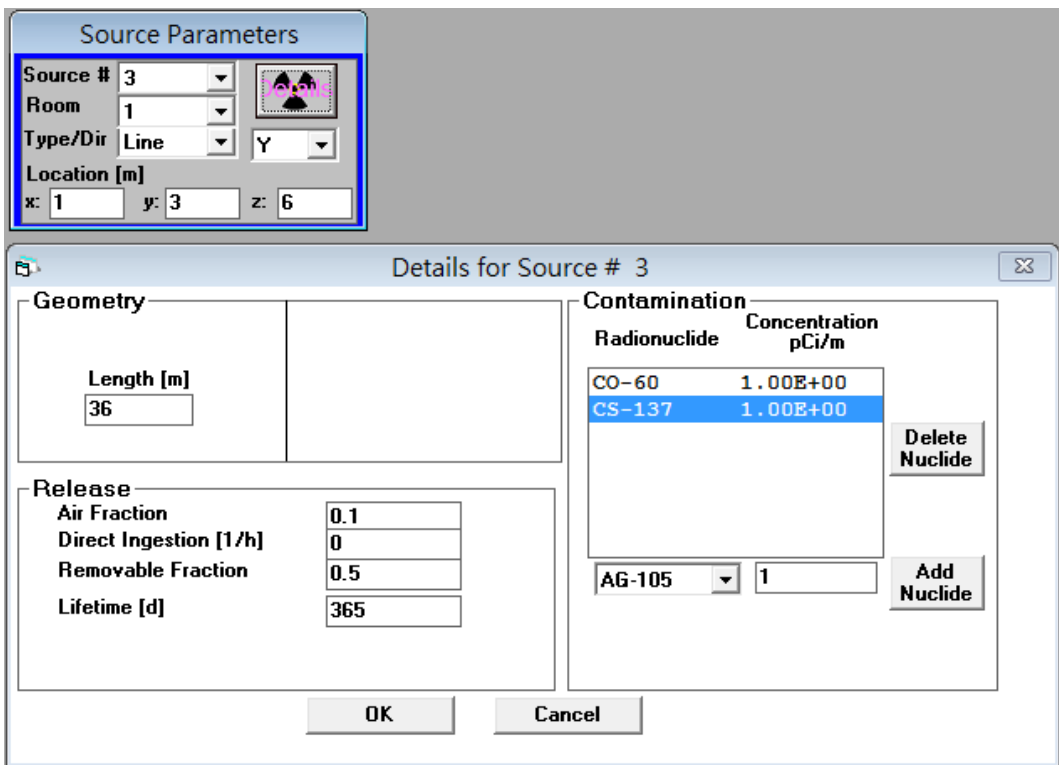 Source Parameters
Source # 3
Details
Room 1
Type/Dir Line Y
Location [m]
x: 1 y: 3 z: 6
Details for Source # 3
Geometry
Length [m]
36
Release
Air Fraction 0.1
Direct Ingestion [1/h] 0
Removable Fraction 0.5
Lifetime [d] 365
Contamination
Radionuclide Concentration
pCi/m
CO-60 1.00E+00
CS-137 1.00E+00
Delete
Nuclide
AG-105 1
Add
Nuclide
OK Cancel